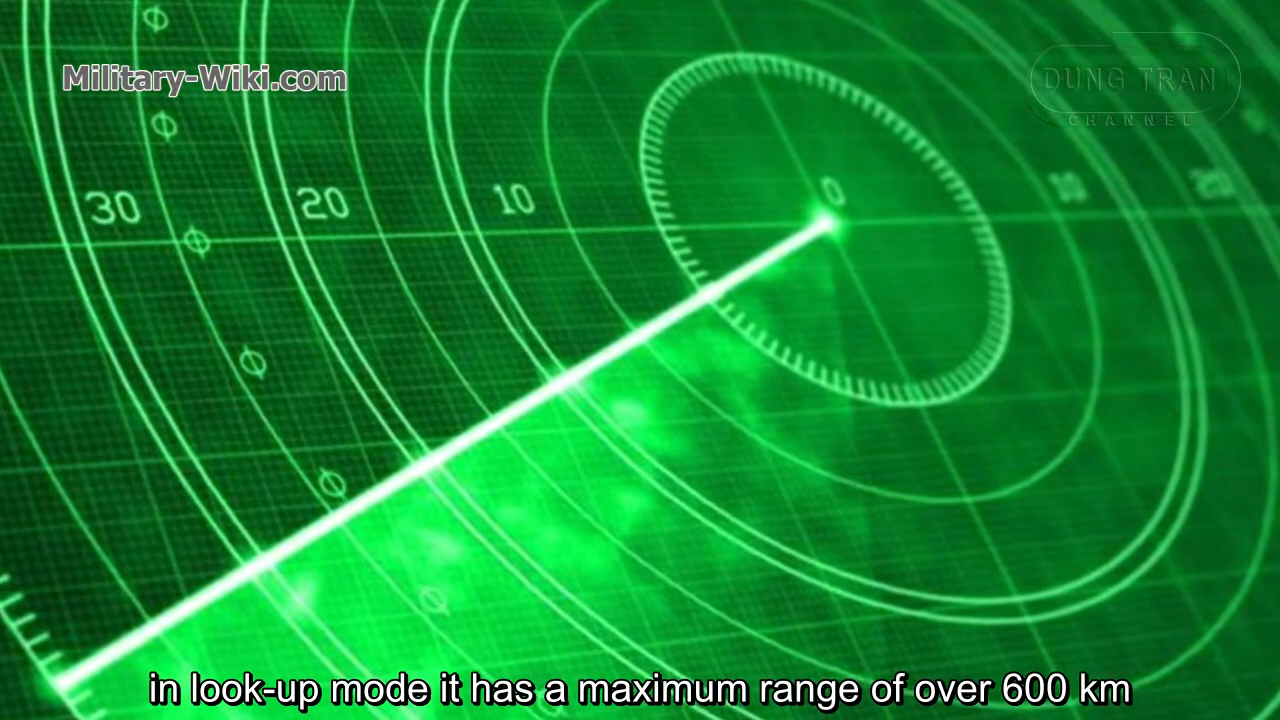 Military-Wiki.com
DUNG TRAN
CHANNEL
30
20
10
0
in look-up mode it has a maximum range of over 600 km